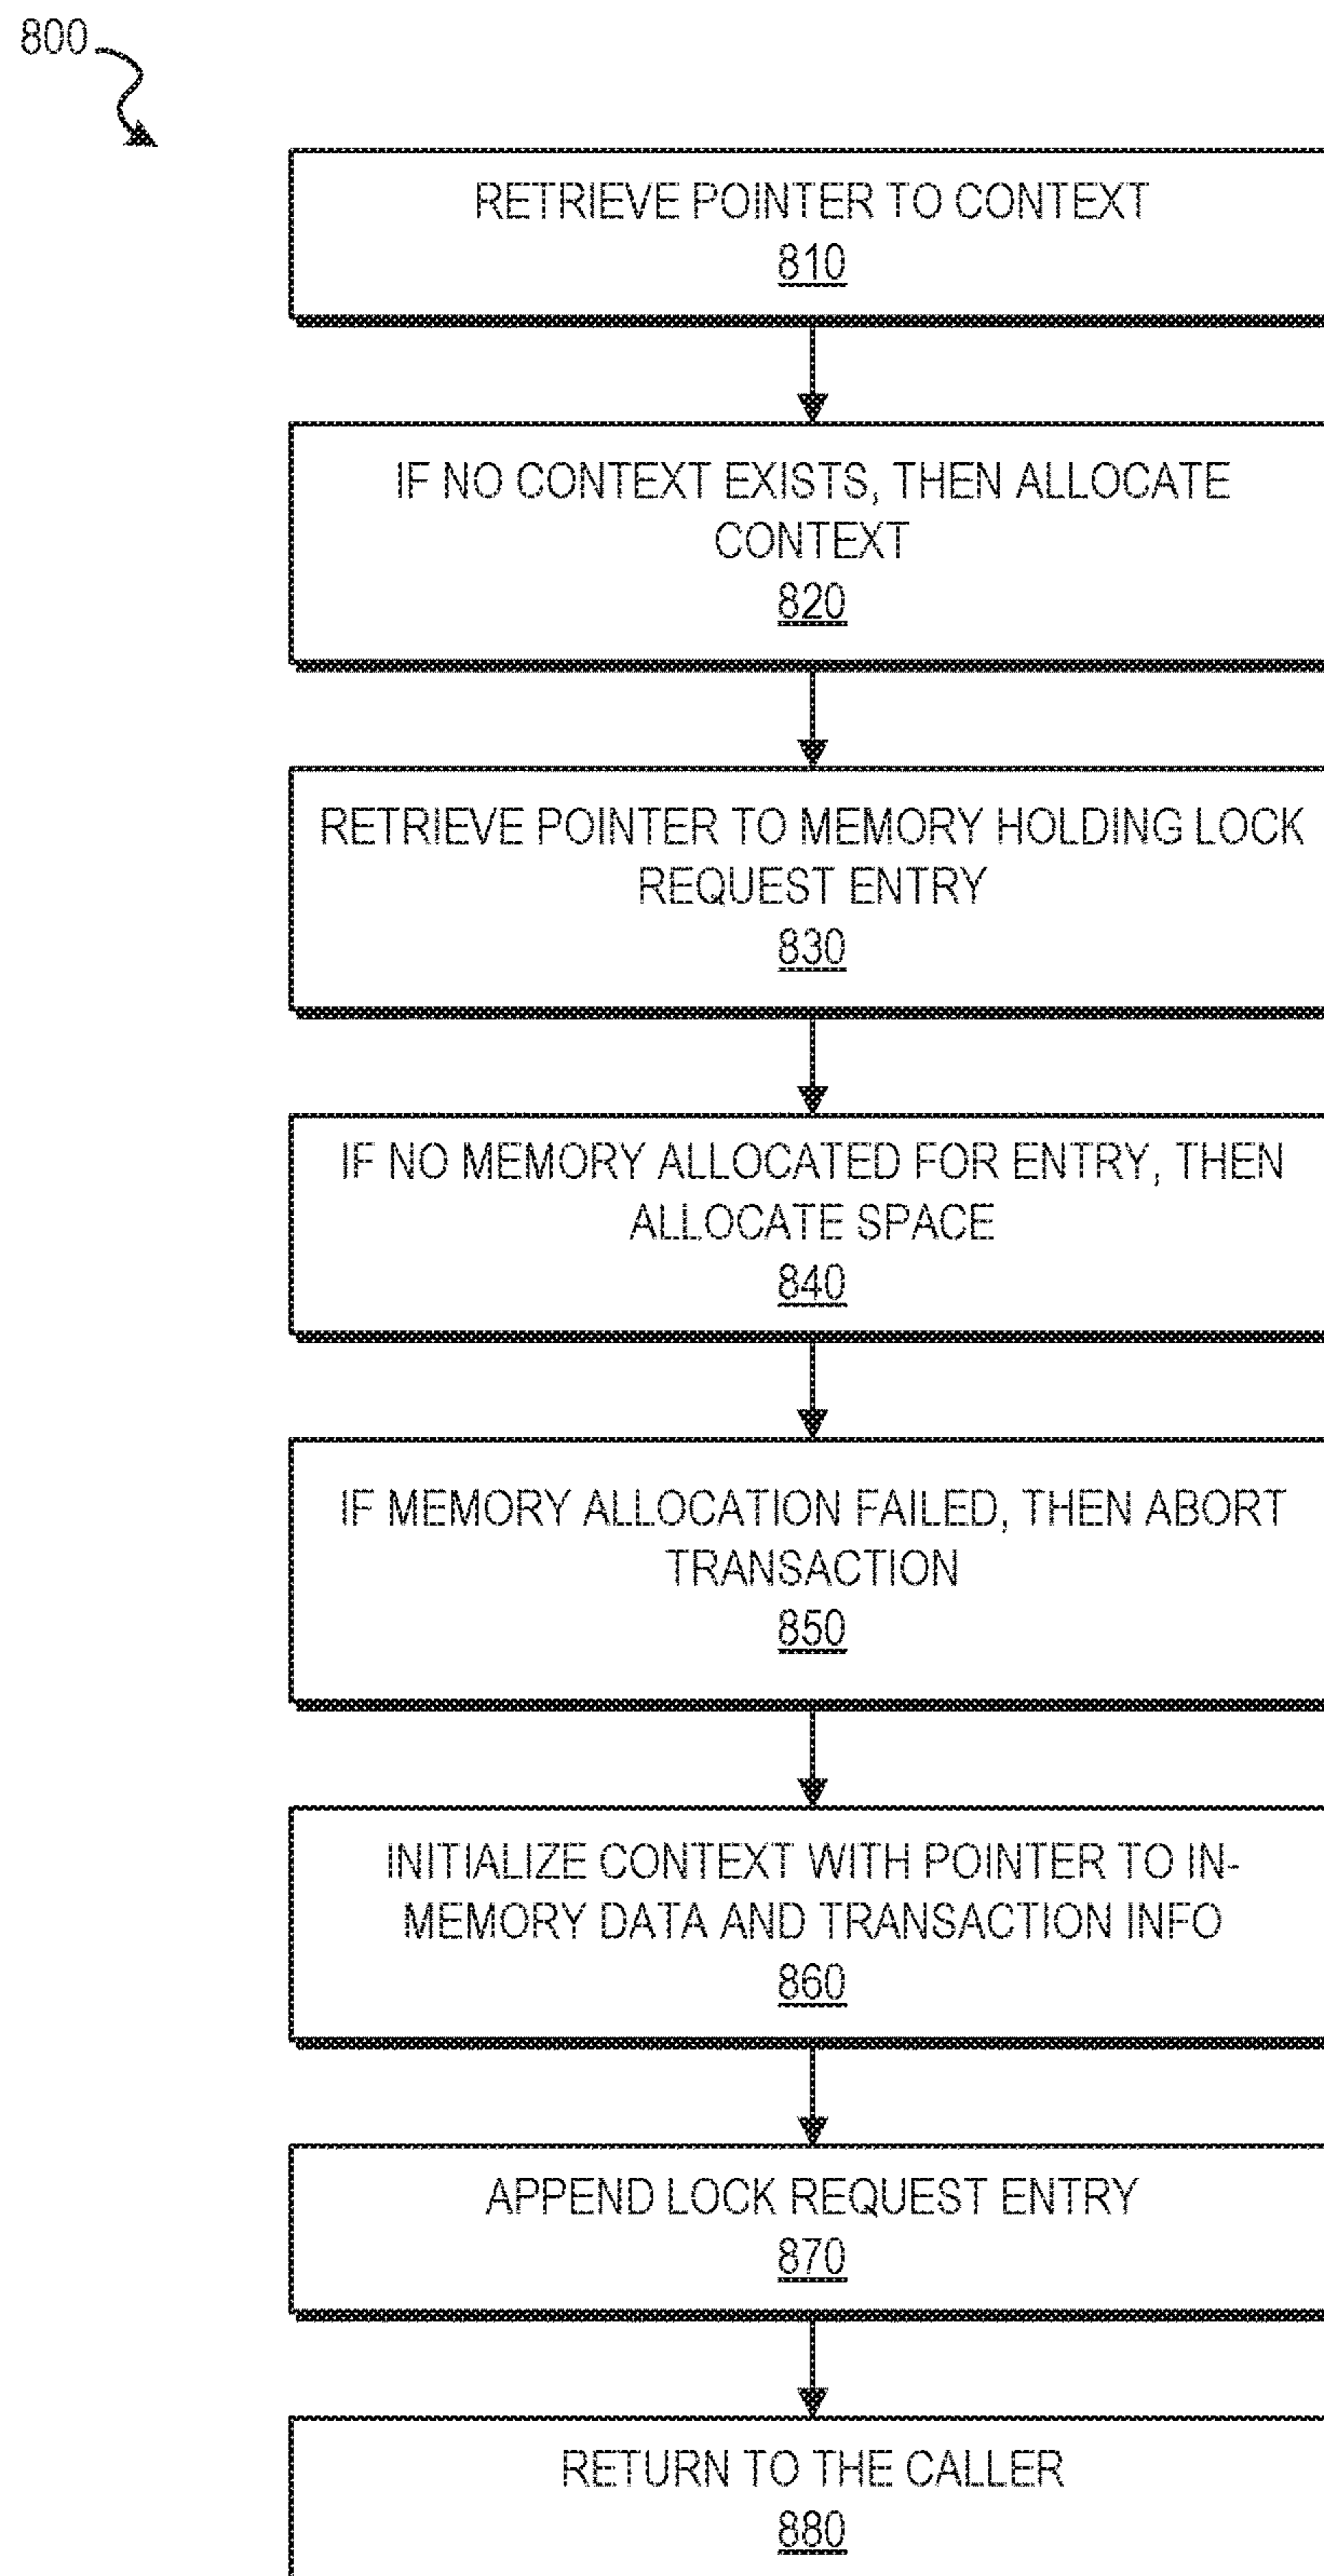 800
RETRIEVE POINTER TO CONTEXT
810
IF NO CONTEXT EXISTS, THEN ALLOCATE
CONTEXT
820
RETRIEVE POINTER TO MEMORY HOLDING LOCK
REQUEST ENTRY
830
IF NO MEMORY ALLOCATED FOR ENTRY, THEN
ALLOCATE SPACE
840
IF MEMORY ALLOCATION FAILED, THEN ABORT
TRANSACTION
850
INITIALIZE CONTEXT WITH POINTER TO IN-
MEMORY DATA AND TRANSACTION INFO
860
APPEND LOCK REQUEST ENTRY
870
RETURN TO THE CALLER
880